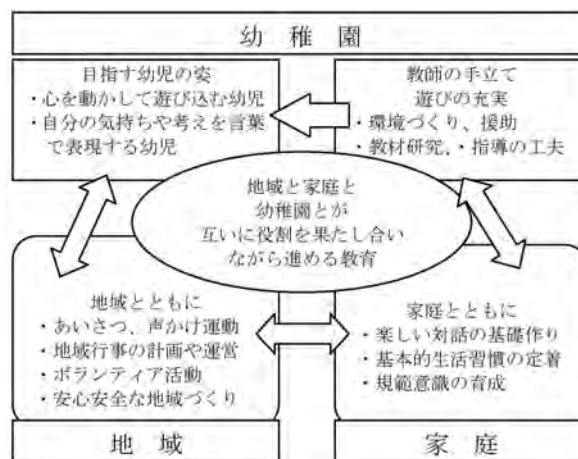 幼稚園
目指す幼児の姿
・心を動かして遊び込む幼児
・自分の気持ちや考えを言葉
で表現する幼児
教師の手立て
遊びの充実
・環境づくり、援助
・教材研究、・指導の工夫
地域と家庭と
幼稚園とが
互いに役割を果たし合い
ながら進める教育
地域とともに
・あいさつ、声かけ運動
・地域行事の計画や運営
・ボランティア活動
・安心安全な地域づくり
家庭とともに
・楽しい対話の基礎作り
・基本的生活習慣の定着
・規範意識の育成
地域
家庭